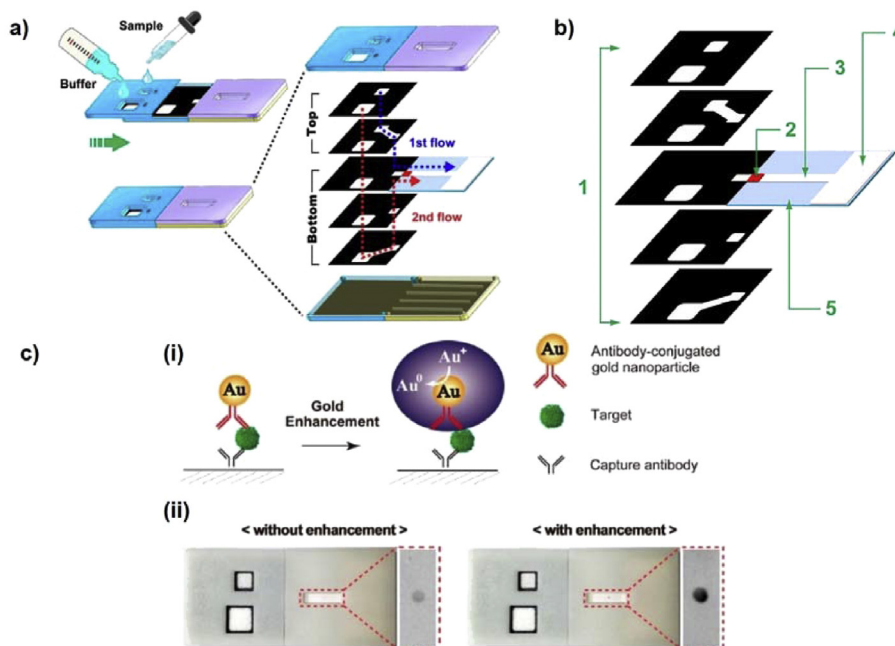 a)
Sample
Buffer
Top
1st flow
Bottom
2nd flow
b)
1
2
3
4
5
c)
(i)
Au
Gold
Enhancement
Au⁺
Au⁰
Au
Au
Antibody-conjugated
gold nanoparticle
Target
Capture antibody
(ii)
< without enhancement >
< with enhancement >